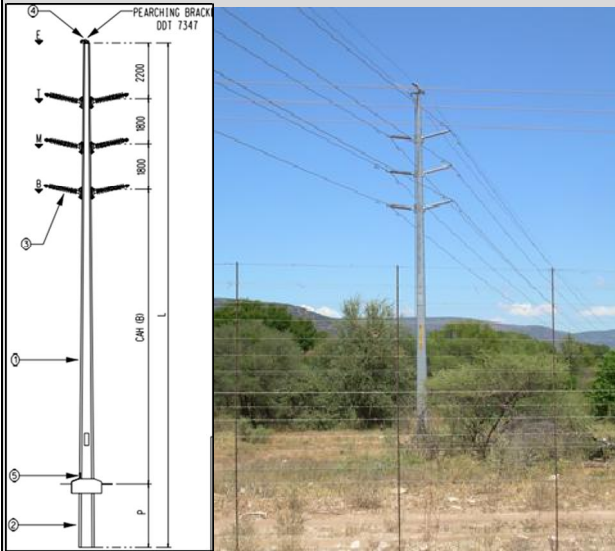 ④
PEARCHING BRACK
DDT 7347
E
2200
T
1800
M
1800
B
③
CAH (B)
L
①
⑤
P
②